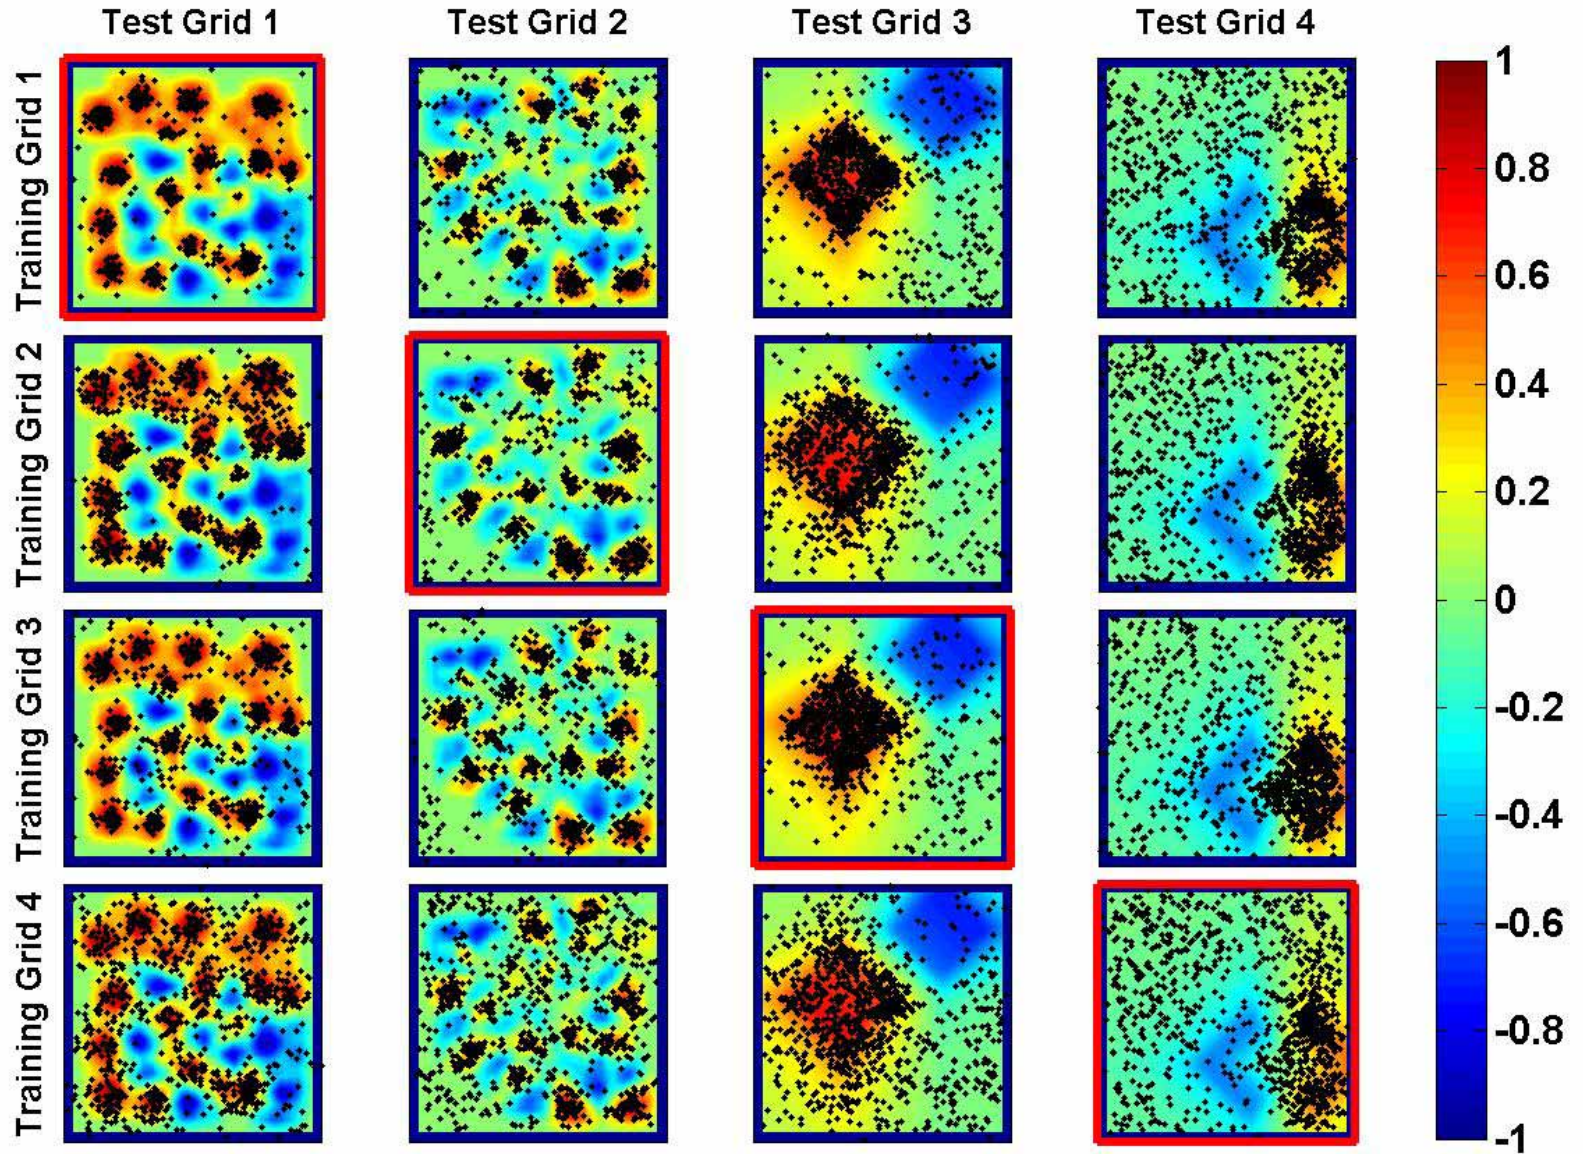 Test Grid 1
Test Grid 2
Test Grid 3
Test Grid 4
Training Grid 1
Training Grid 2
Training Grid 3
Training Grid 4
1
0.8
0.6
0.4
0.2
0
-0.2
-0.4
-0.6
-0.8
-1